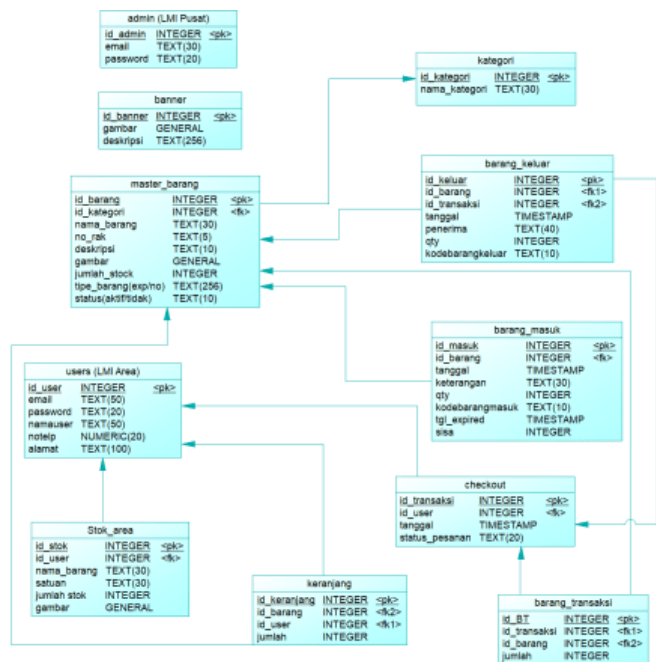 admin (LMI Pusat)
id_admin INTEGER <pk>
email TEXT(30)
password TEXT(20)
kategori
id_kategori INTEGER <pk>
nama_kategori TEXT(30)
banner
id_banner INTEGER <pk>
gambar GENERAL
deskripsi TEXT(256)
master_barang
id_barang INTEGER <pk>
id_kategori INTEGER <fk>
nama_barang TEXT(30)
no_rak TEXT(5)
deskripsi TEXT(10)
gambar GENERAL
jumlah_stock INTEGER
tipe_barang(exp/no) TEXT(256)
status(aktif/tidak) TEXT(10)
barang_keluar
id_keluar INTEGER <pk>
id_barang INTEGER <fk1>
id_transaksi INTEGER <fk2>
tanggal TIMESTAMP
penerima TEXT(40)
qty INTEGER
kodebarangkeluar TEXT(10)
barang_masuk
id_masuk INTEGER <pk>
id_barang INTEGER <fk>
tanggal TIMESTAMP
keterangan TEXT(30)
qty INTEGER
kodebarangmasuk TEXT(10)
tgl_expired TIMESTAMP
sisa INTEGER
users (LMI Area)
id_user INTEGER <pk>
email TEXT(50)
password TEXT(20)
namauser TEXT(50)
notelp NUMERIC(20)
alamat TEXT(100)
checkout
id_transaksi INTEGER <pk>
id_user INTEGER <fk>
tanggal TIMESTAMP
status_pesanan TEXT(20)
Stok_area
id_stok INTEGER <pk>
id_user INTEGER <fk>
nama_barang TEXT(30)
satuan TEXT(30)
jumlah stok INTEGER
gambar GENERAL
keranjang
id_keranjang INTEGER <pk>
id_barang INTEGER <fk2>
id_user INTEGER <fk1>
jumlah INTEGER
barang_transaksi
id_BT INTEGER <pk>
id_transaksi INTEGER <fk1>
id_barang INTEGER <fk2>
jumlah INTEGER